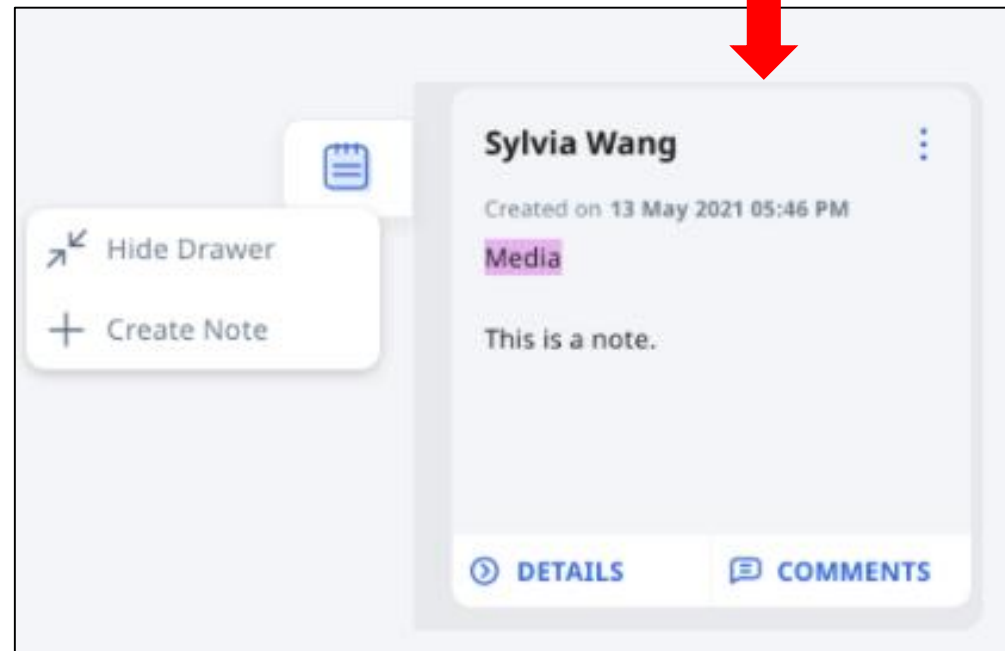 Sylvia Wang
Created on 13 May 2021 05:46 PM
Hide Drawer
Media
Create Note
This is a note.
DETAILS
COMMENTS